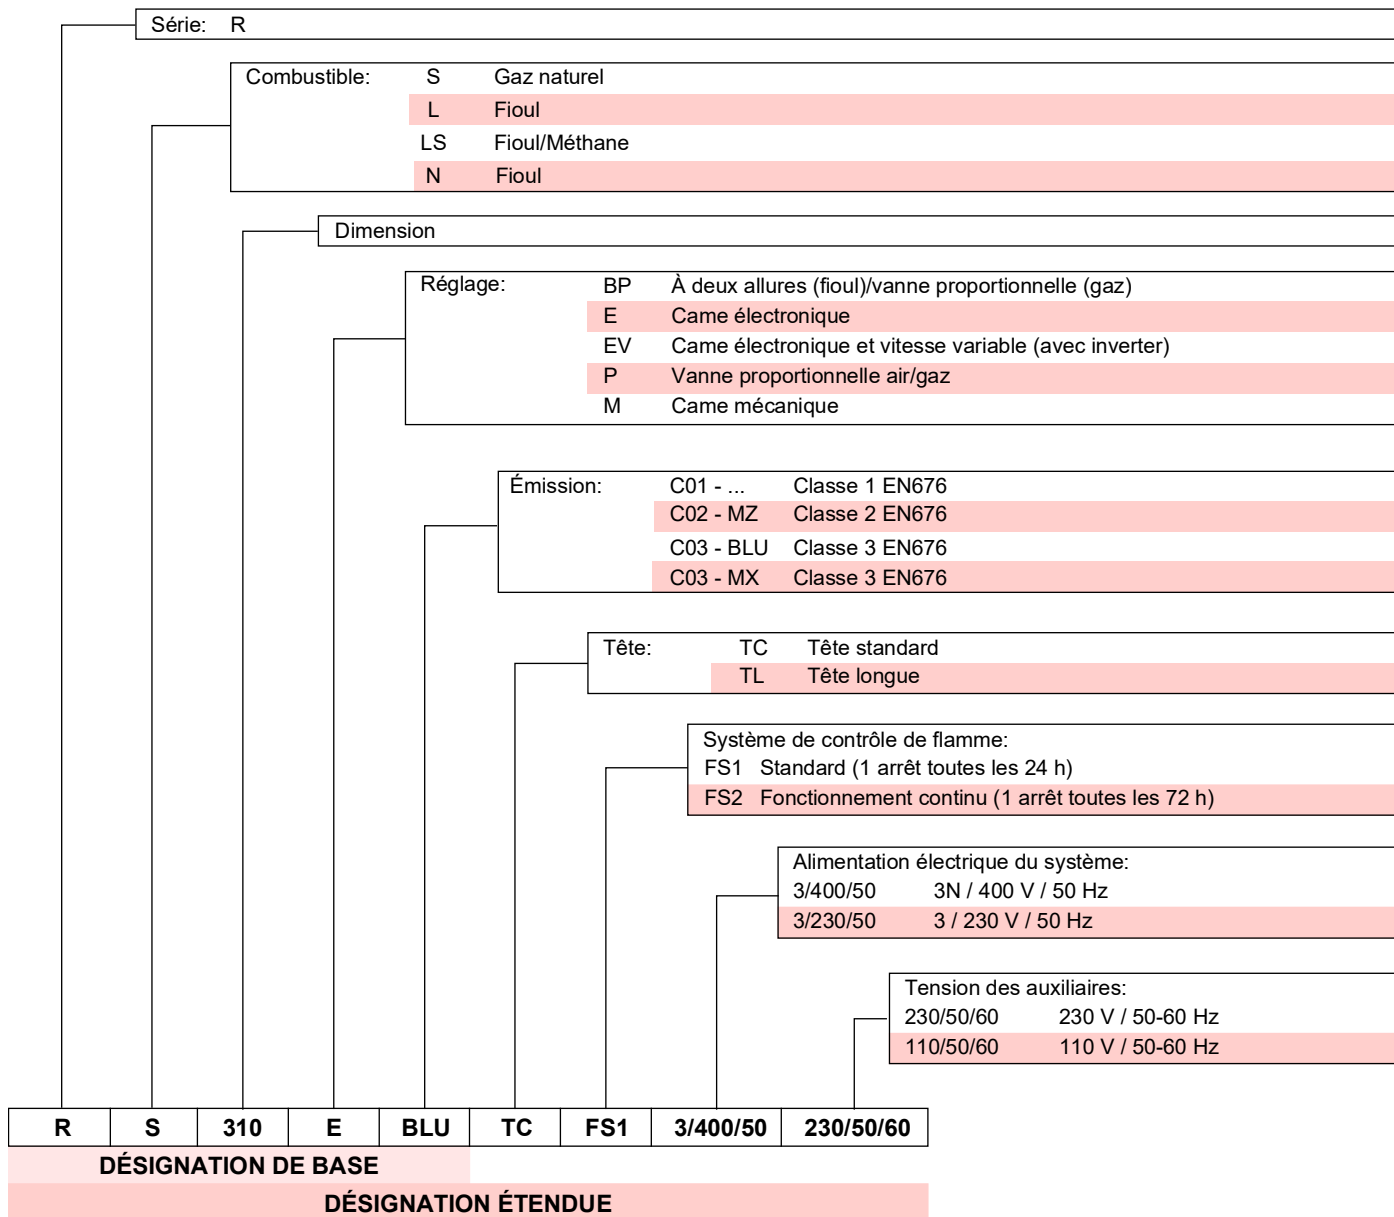 Série: R
Combustible: S Gaz naturel
L Fioul
LS Fioul/Méthane
N Fioul
Dimension
Réglage: BP À deux allures (fioul)/vanne proportionnelle (gaz)
E Came électronique
EV Came électronique et vitesse variable (avec inverter)
P Vanne proportionnelle air/gaz
M Came mécanique
Émission: C01 - ... Classe 1 EN676
C02 - MZ Classe 2 EN676
C03 - BLU Classe 3 EN676
C03 - MX Classe 3 EN676
Tête: TC Tête standard
TL Tête longue
Système de contrôle de flamme:
FS1 Standard (1 arrêt toutes les 24 h)
FS2 Fonctionnement continu (1 arrêt toutes les 72 h)
Alimentation électrique du système:
3/400/50 3N / 400 V / 50 Hz
3/230/50 3 / 230 V / 50 Hz
Tension des auxiliaires:
230/50/60 230 V / 50-60 Hz
110/50/60 110 V / 50-60 Hz
R S 310 E BLU TC FS1 3/400/50 230/50/60
DÉSIGNATION DE BASE
DÉSIGNATION ÉTENDUE